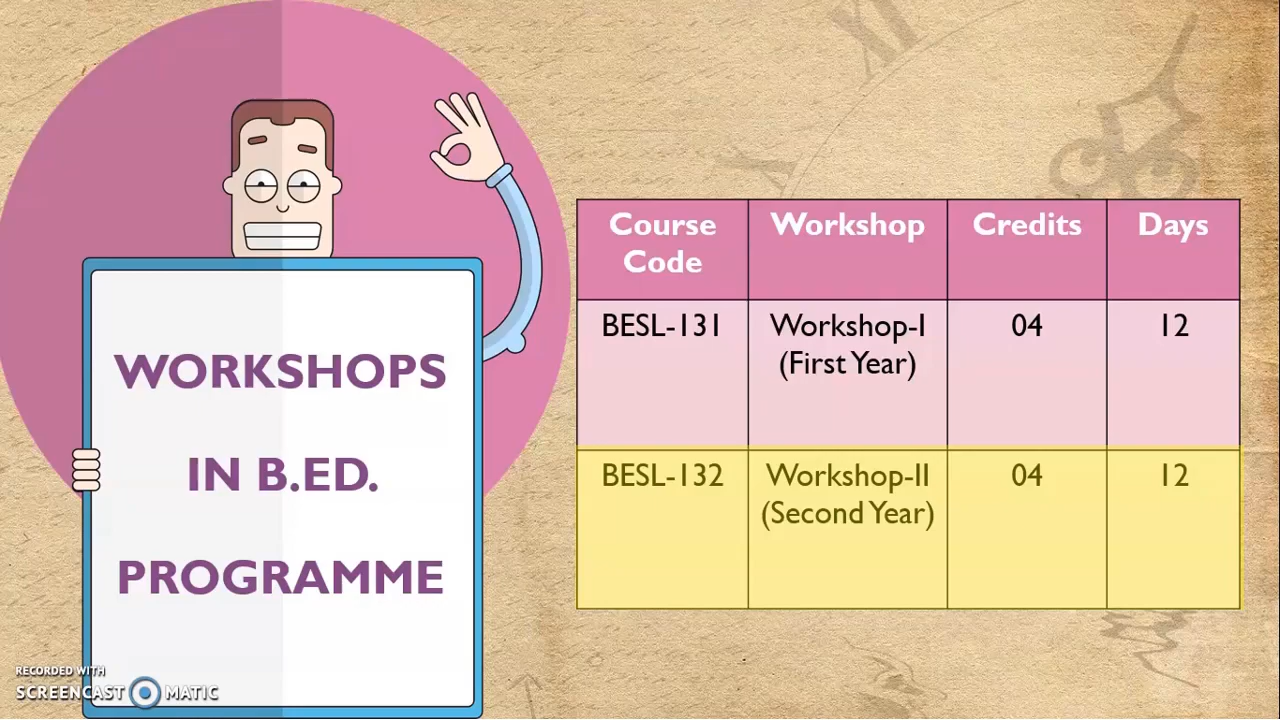 WORKSHOPS
IN B.ED.
PROGRAMME
Course Code Workshop Credits Days
BESL-131 Workshop-I (First Year) 04 12
BESL-132 Workshop-II (Second Year) 04 12
XI
X
RECORDED WITH
SCREENCAST MATIC